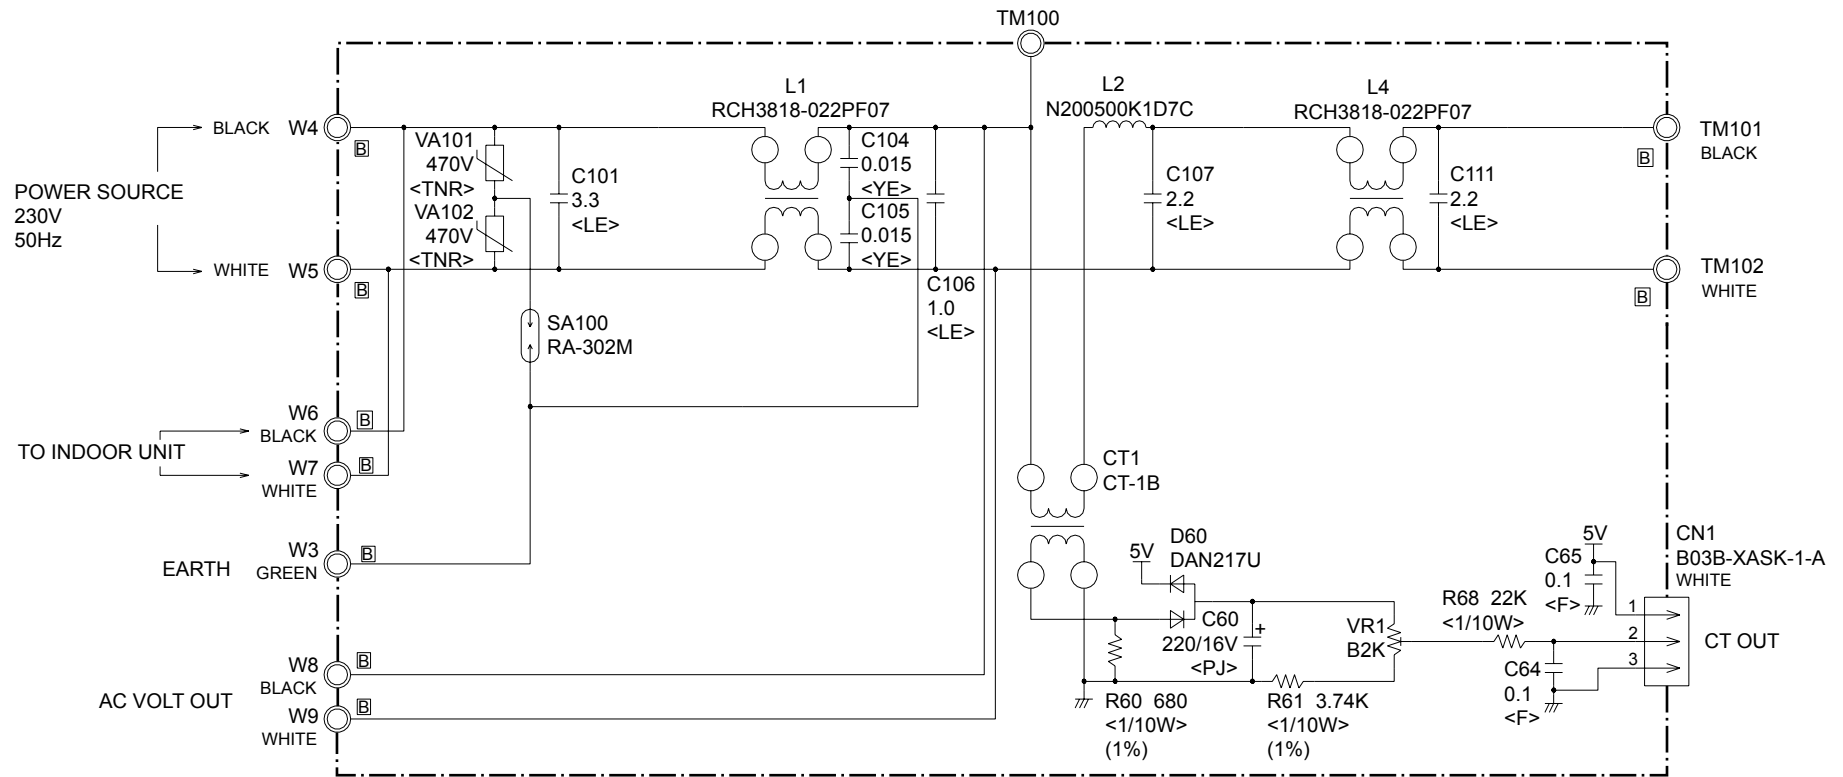 TM100
POWER SOURCE
230V
50Hz
BLACK
W4
B
WHITE
W5
B
VA101
470V
<TNR>
VA102
470V
<TNR>
C101
3.3
<LE>
L1
RCH3818-022PF07
C104
0.015
<YE>
C105
0.015
<YE>
C106
1.0
<LE>
L2
N200500K1D7C
C107
2.2
<LE>
L4
RCH3818-022PF07
C111
2.2
<LE>
TM101
BLACK
B
TM102
WHITE
B
SA100
RA-302M
TO INDOOR UNIT
W6
BLACK
B
W7
WHITE
B
EARTH
W3
GREEN
B
AC VOLT OUT
W8
BLACK
B
W9
WHITE
B
CT1
CT-1B
5V
D60
DAN217U
C60
220/16V
<PJ>
+
R60 680
<1/10W>
(1%)
R61 3.74K
<1/10W>
(1%)
VR1
B2K
R68 22K
<1/10W>
5V
C65
0.1
<F>
C64
0.1
<F>
CN1
B03B-XASK-1-A
WHITE
1
2
3
CT OUT